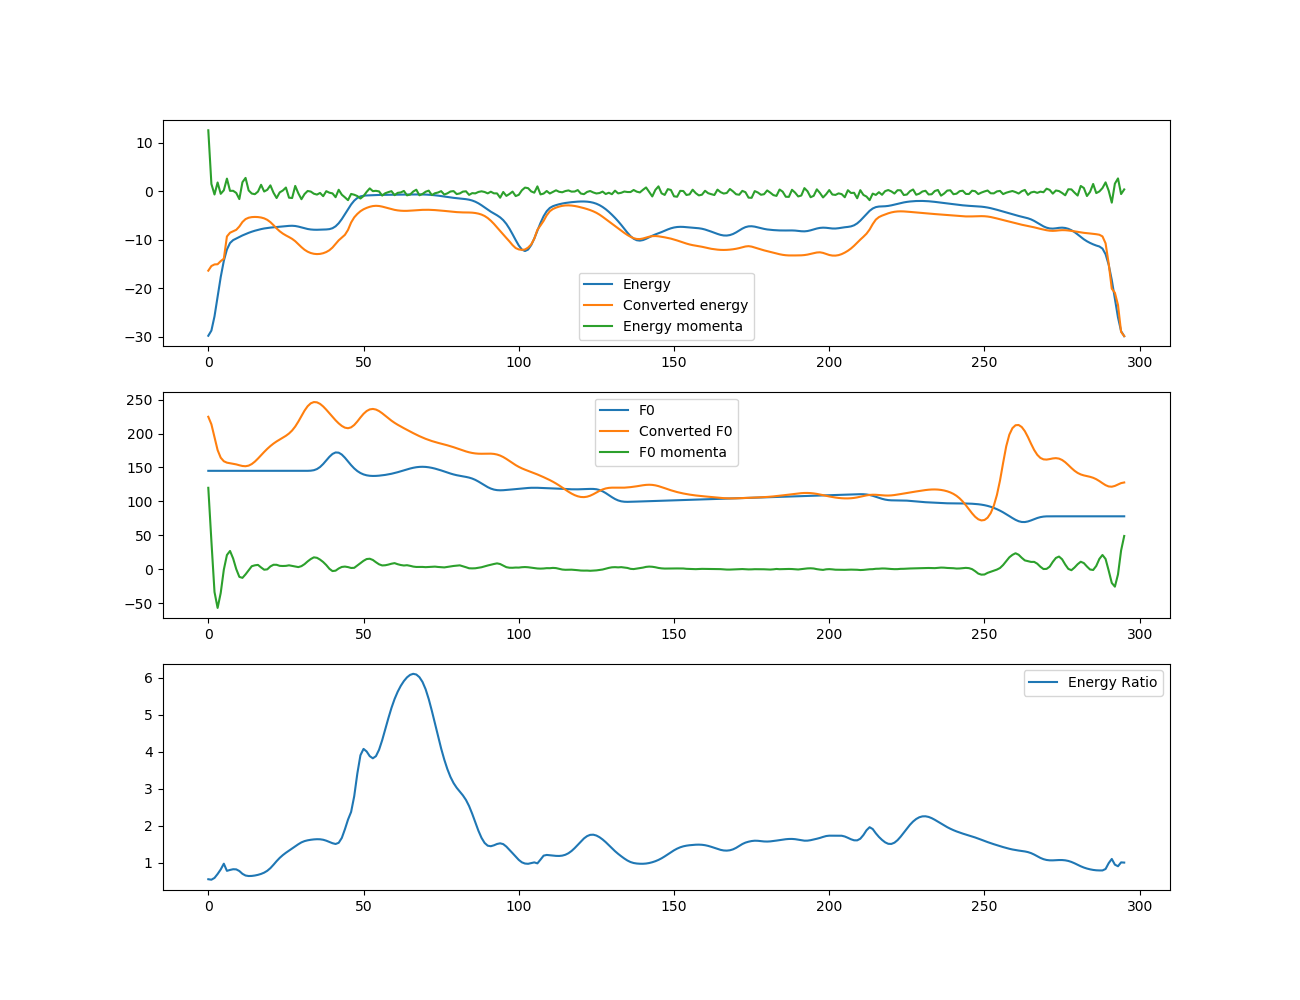 10
0
−10
−20
−30
Energy
Converted energy
Energy momenta
0 50 100 150 200 250 300
250
200
150
100
50
0
−50
F0
Converted F0
F0 momenta
0 50 100 150 200 250 300
6
5
4
3
2
1
Energy Ratio
0 50 100 150 200 250 300